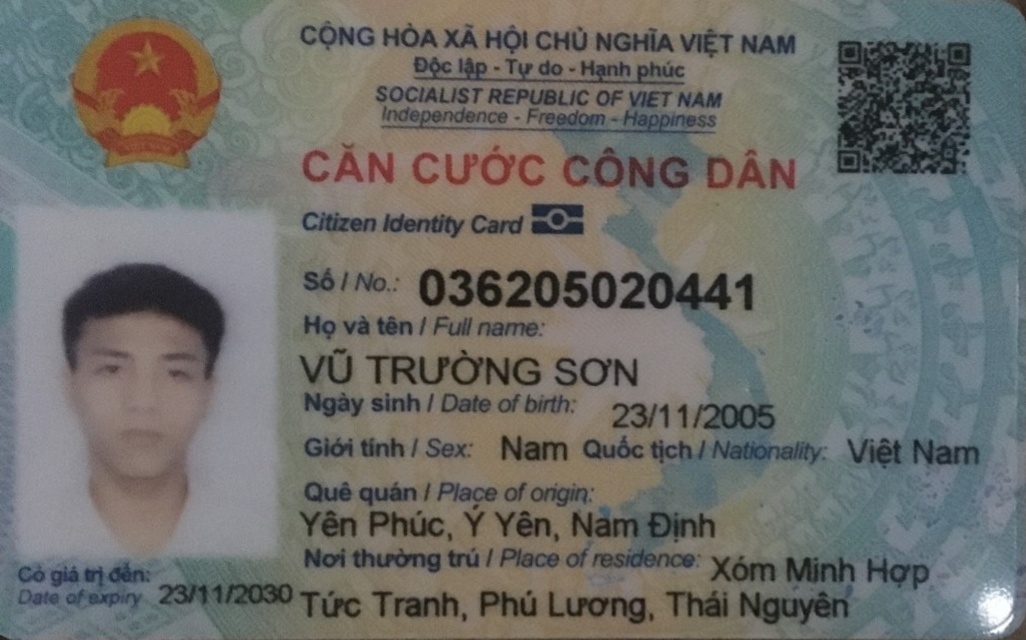 CỘNG HÒA XÃ HỘI CHỦ NGHĨA VIỆT NAM
Độc lập - Tự do - Hạnh phúc
SOCIALIST REPUBLIC OF VIET NAM
Independence - Freedom - Happiness
CĂN CƯỚC CÔNG DÂN
Citizen Identity Card
Số / No.: 036205020441
Họ và tên / Full name:
VŨ TRƯỜNG SƠN
Ngày sinh / Date of birth: 23/11/2005
Giới tính / Sex: Nam Quốc tịch / Nationality: Việt Nam
Quê quán / Place of origin:
Yên Phúc, Ý Yên, Nam Định
Nơi thường trú / Place of residence: Xóm Minh Hợp
Tức Tranh, Phú Lương, Thái Nguyên
Có giá trị đến:
Date of expiry 23/11/2030